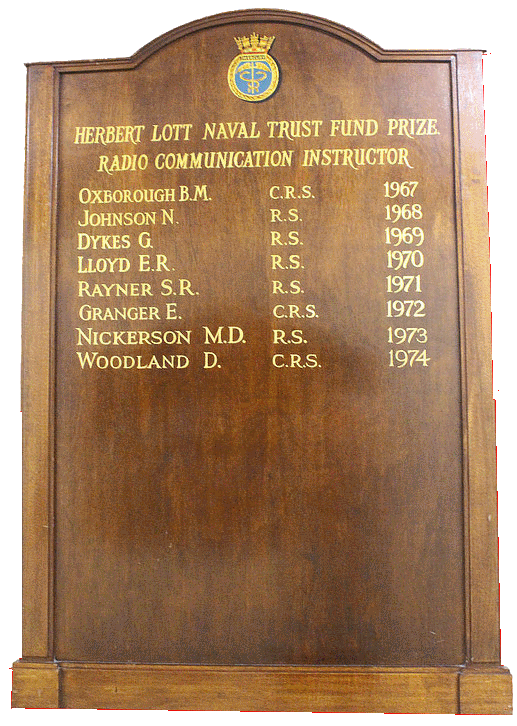 HERBERT LOTT NAVAL TRUST FUND PRIZE.
RADIO COMMUNICATION INSTRUCTOR
OXBOROUGH B.M. C.R.S. 1967
JOHNSON N. R.S. 1968
DYKES G. R.S. 1969
LLOYD E.R. R.S. 1970
RAYNER S.R. R.S. 1971
GRANGER E. C.R.S. 1972
NICKERSON M.D. R.S. 1973
WOODLAND D. C.R.S. 1974